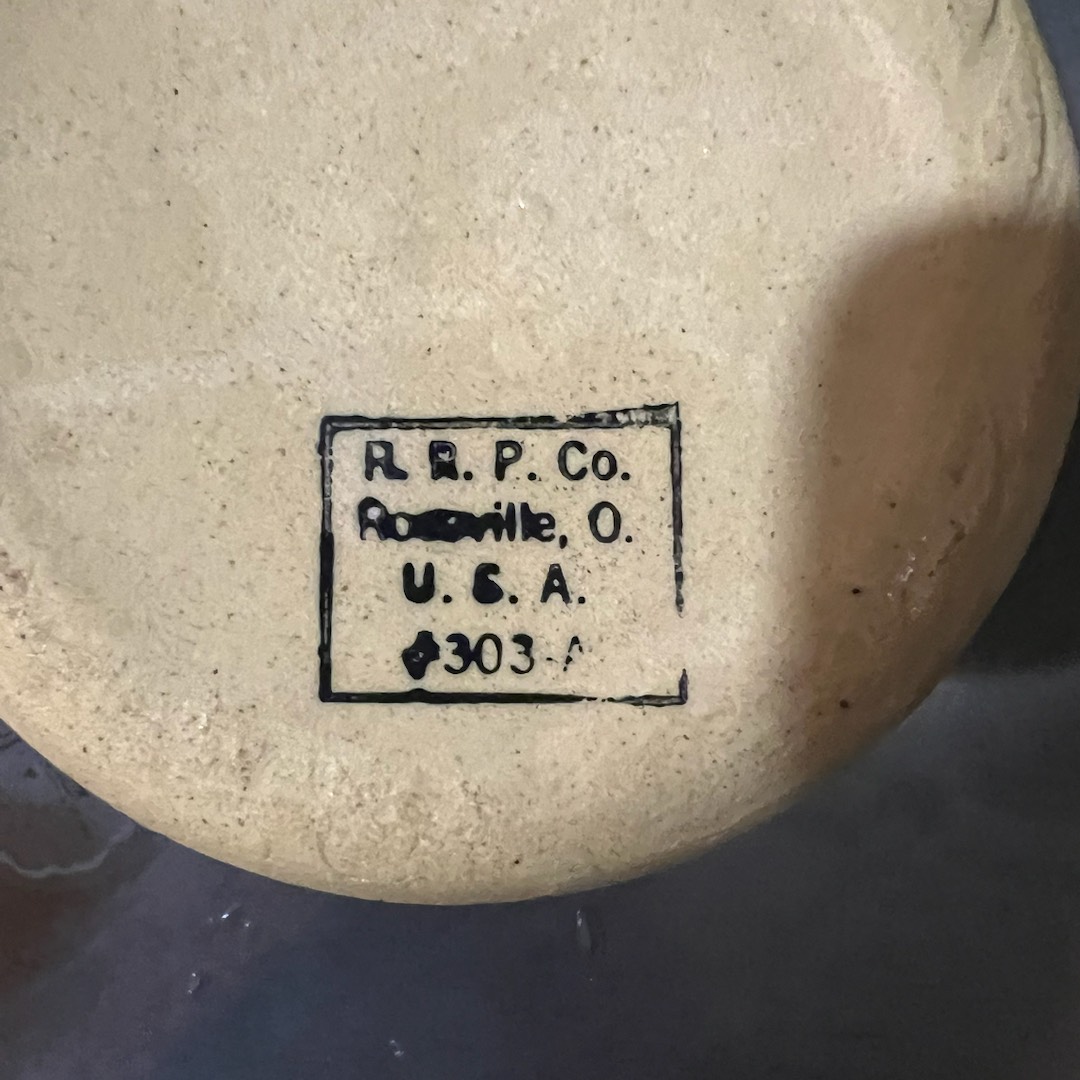 R. R. P. Co.
Roseville, O.
U. S. A.
#303-A